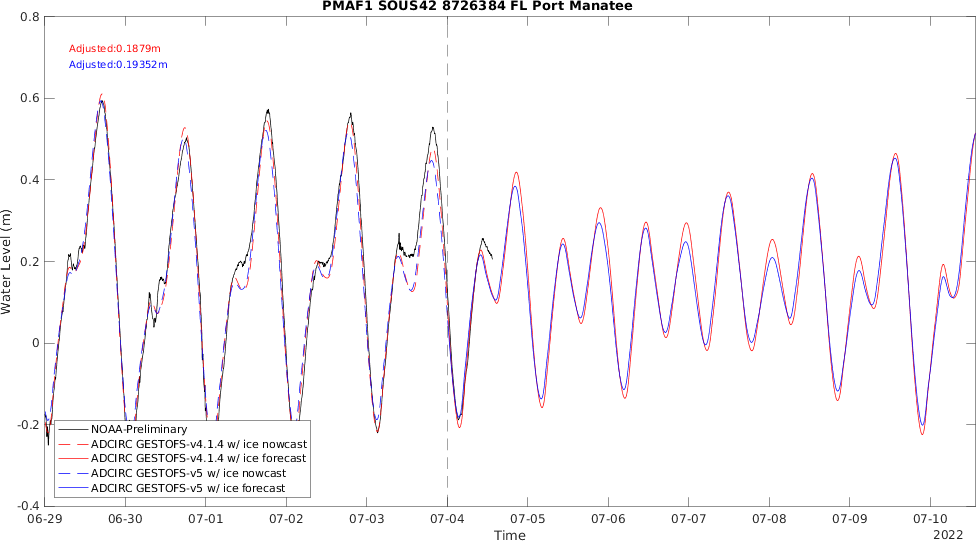 PMAF1 SOUS42 8726384 FL Port Manatee
0.8
0.6
0.4
0.2
0
-0.2
-0.4
Water Level (m)
Adjusted:0.1879m
Adjusted:0.19352m
NOAA-Preliminary
ADCIRC GESTOFS-v4.1.4 w/ ice nowcast
ADCIRC GESTOFS-v4.1.4 w/ ice forecast
ADCIRC GESTOFS-v5 w/ ice nowcast
ADCIRC GESTOFS-v5 w/ ice forecast
06-29 06-30 07-01 07-02 07-03 07-04 07-05 07-06 07-07 07-08 07-09 07-10
Time
2022